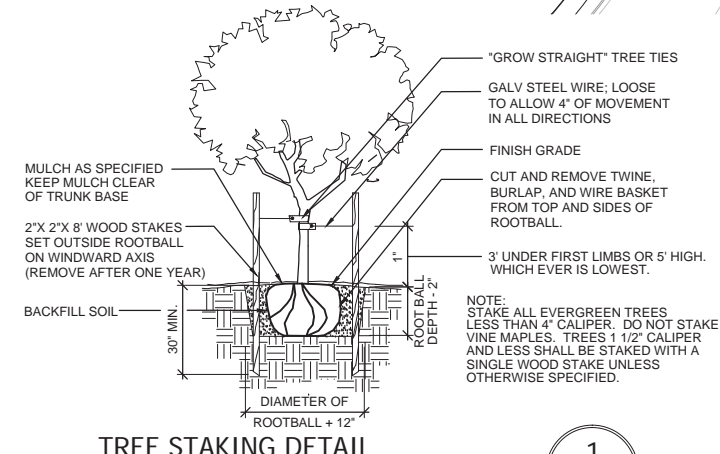 "GROW STRAIGHT" TREE TIES
GALV STEEL WIRE; LOOSE
TO ALLOW 4" OF MOVEMENT
IN ALL DIRECTIONS
FINISH GRADE
CUT AND REMOVE TWINE,
BURLAP, AND WIRE BASKET
FROM TOP AND SIDES OF
ROOTBALL.
3' UNDER FIRST LIMBS OR 5' HIGH.
WHICH EVER IS LOWEST.
NOTE:
STAKE ALL EVERGREEN TREES
LESS THAN 4" CALIPER. DO NOT STAKE
VINE MAPLES. TREES 1 1/2" CALIPER
AND LESS SHALL BE STAKED WITH A
SINGLE WOOD STAKE UNLESS
OTHERWISE SPECIFIED.
MULCH AS SPECIFIED
KEEP MULCH CLEAR
OF TRUNK BASE
2"X 2"X 8' WOOD STAKES
SET OUTSIDE ROOTBALL
ON WINDWARD AXIS
(REMOVE AFTER ONE YEAR)
BACKFILL SOIL
30" MIN.
1"
ROOT BALL
DEPTH - 2"
DIAMETER OF
ROOTBALL + 12"
TREE STAKING DETAIL
1